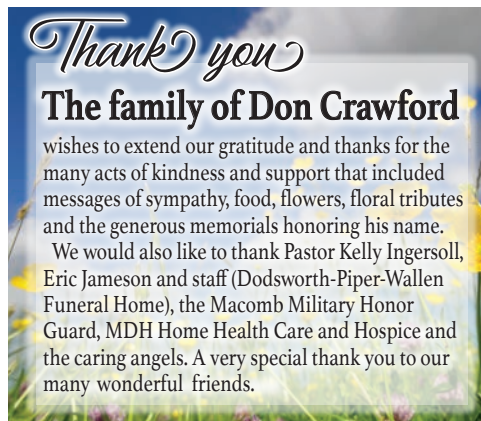 Thank you
The family of Don Crawford
wishes to extend our gratitude and thanks for the
many acts of kindness and support that included
messages of sympathy, food, flowers, floral tributes
and the generous memorials honoring his name.
We would also like to thank Pastor Kelly Ingersoll,
Eric Jameson and staff (Dodsworth-Piper-Wallen
Funeral Home), the Macomb Military Honor
Guard, MDH Home Health Care and Hospice and
the caring angels. A very special thank you to our
many wonderful friends.